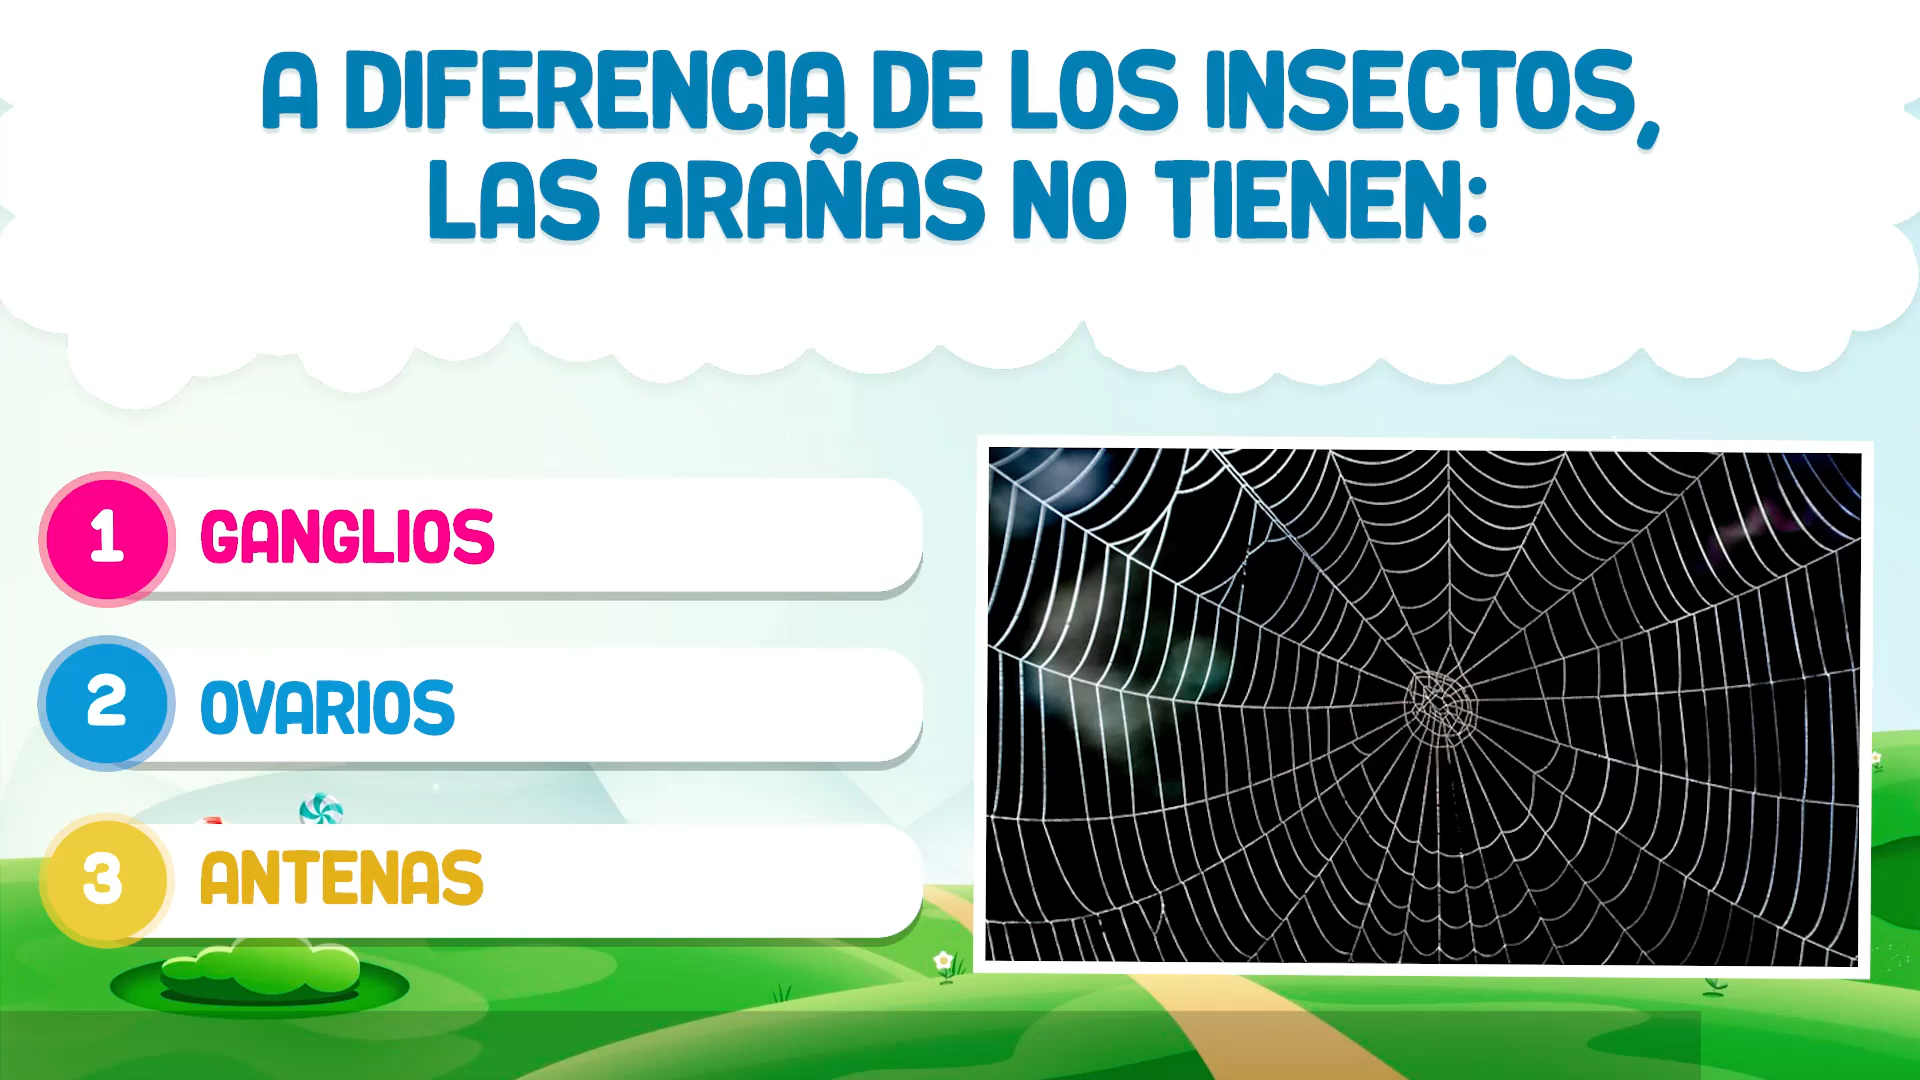 A DIFERENCIA DE LOS INSECTOS,
LAS ARAÑAS NO TIENEN:
1 GANGLIOS
2 OVARIOS
3 ANTENAS